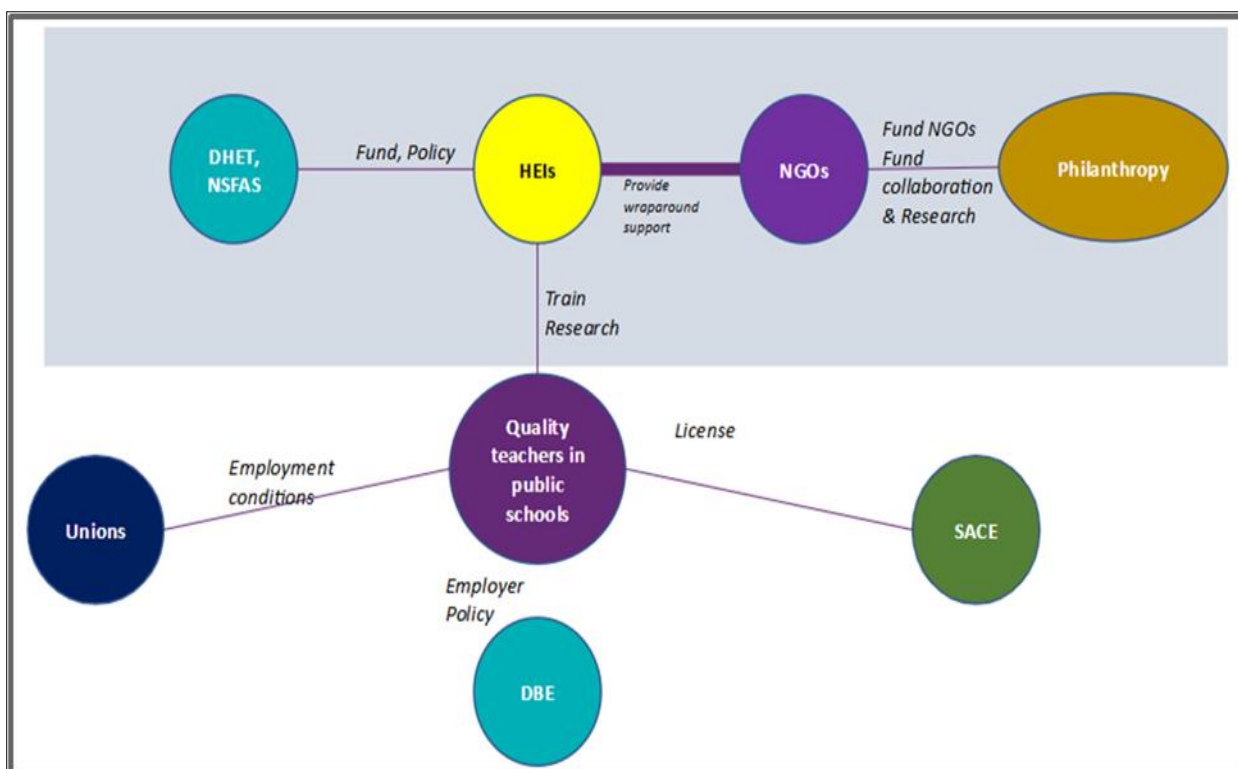 DHET,
NSFAS
Fund, Policy
HEIs
Provide
wraparound
support
NGOs
Fund NGOs
Fund
collaboration
& Research
Philanthropy
Train
Research
Quality
teachers in
public
schools
Employment
conditions
Unions
License
SACE
Employer
Policy
DBE